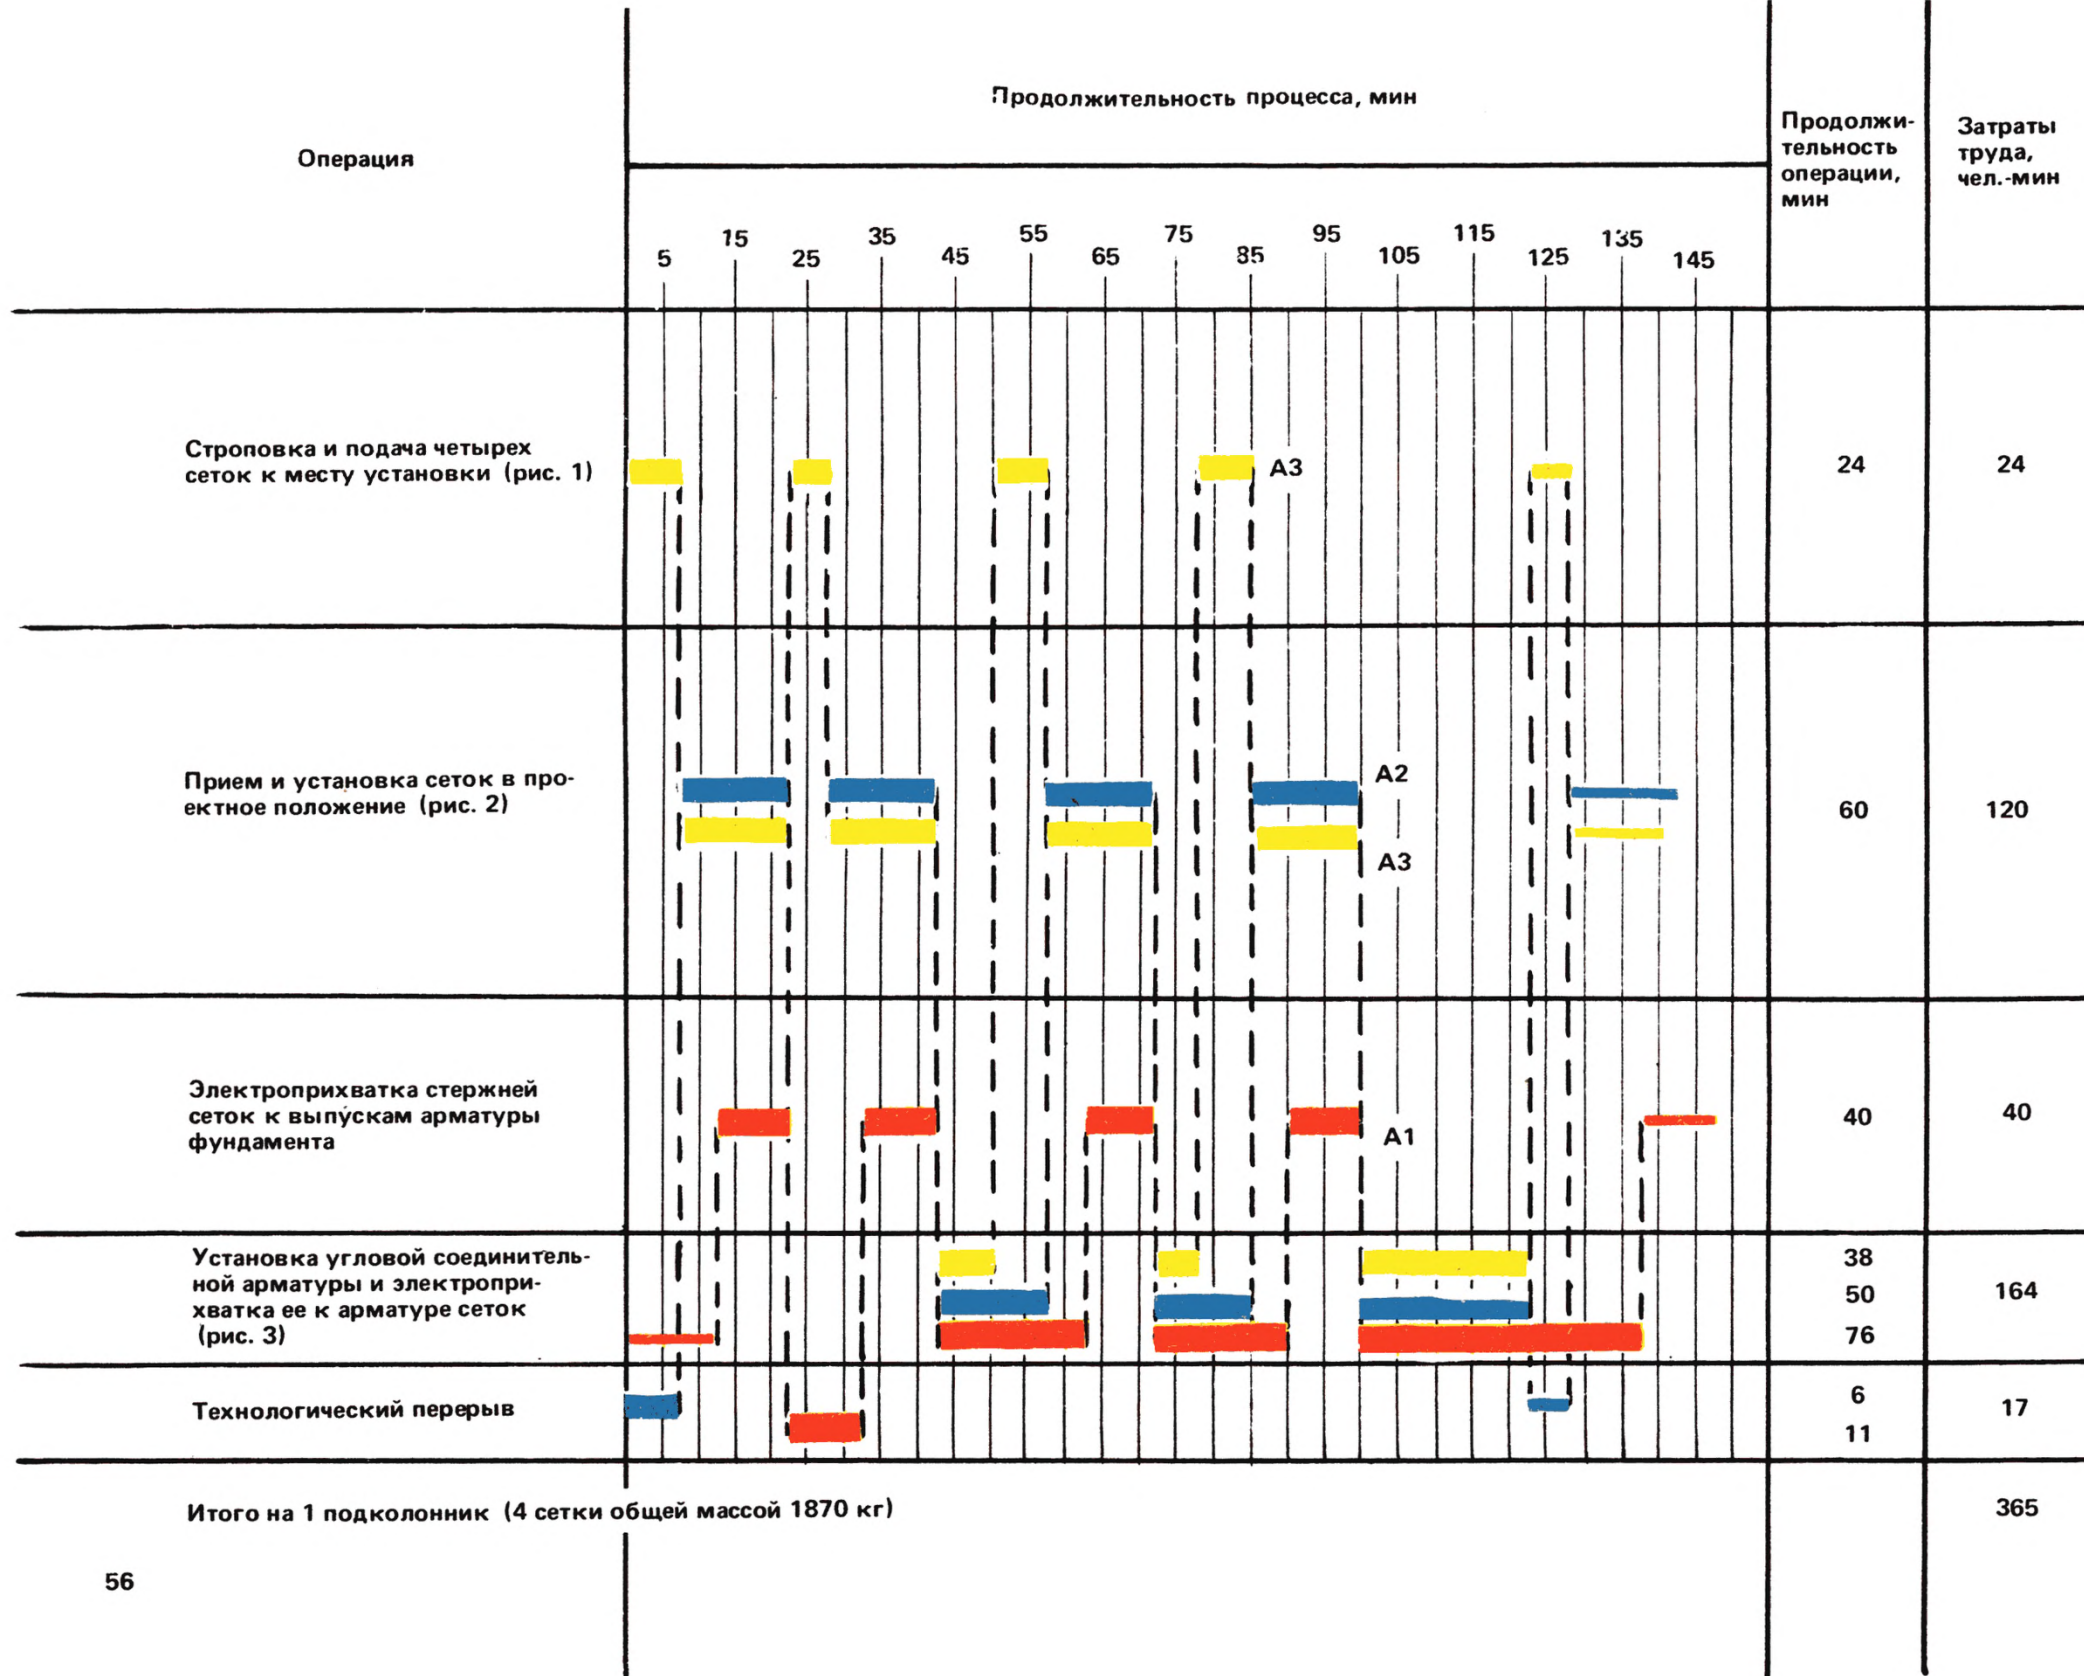 Операция
Продолжительность процесса, мин
Продолжи-
тельность
операции,
мин
Затраты
труда,
чел.-мин
5 15 25 35 45 55 65 75 85 95 105 115 125 135 145
Строповка и подача четырех
сеток к месту установки (рис. 1)
А3
24
24
Прием и установка сеток в про-
ектное положение (рис. 2)
А2
А3
60
120
Электроприхватка стержней
сеток к выпускам арматуры
фундамента
А1
40
40
Установка угловой соединитель-
ной арматуры и электропри-
хватка ее к арматуре сеток
(рис. 3)
38
50
76
164
Технологический перерыв
6
11
17
Итого на 1 подколонник (4 сетки общей массой 1870 кг)
365
56